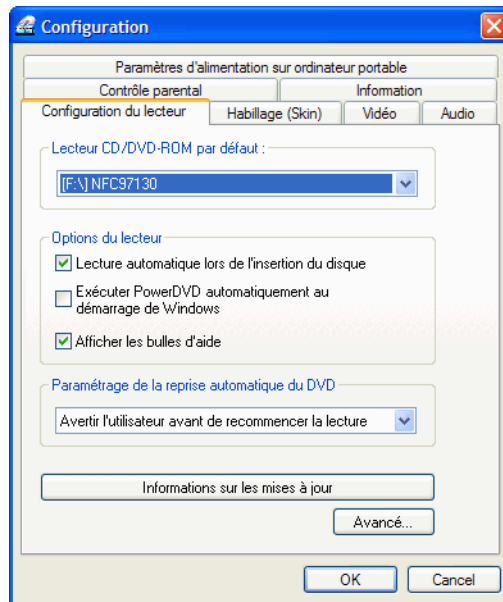 Configuration
Paramètres d'alimentation sur ordinateur portable
Contrôle parental
Information
Configuration du lecteur
Habillage (Skin)
Vidéo
Audio
Lecteur CD/DVD-ROM par défaut :
[F:\] NFC97130
Options du lecteur
Lecture automatique lors de l'insertion du disque
Exécuter PowerDVD automatiquement au
démarrage de Windows
Afficher les bulles d'aide
Paramétrage de la reprise automatique du DVD
Avertir l'utilisateur avant de recommencer la lecture
Informations sur les mises à jour
Avancé...
OK
Cancel